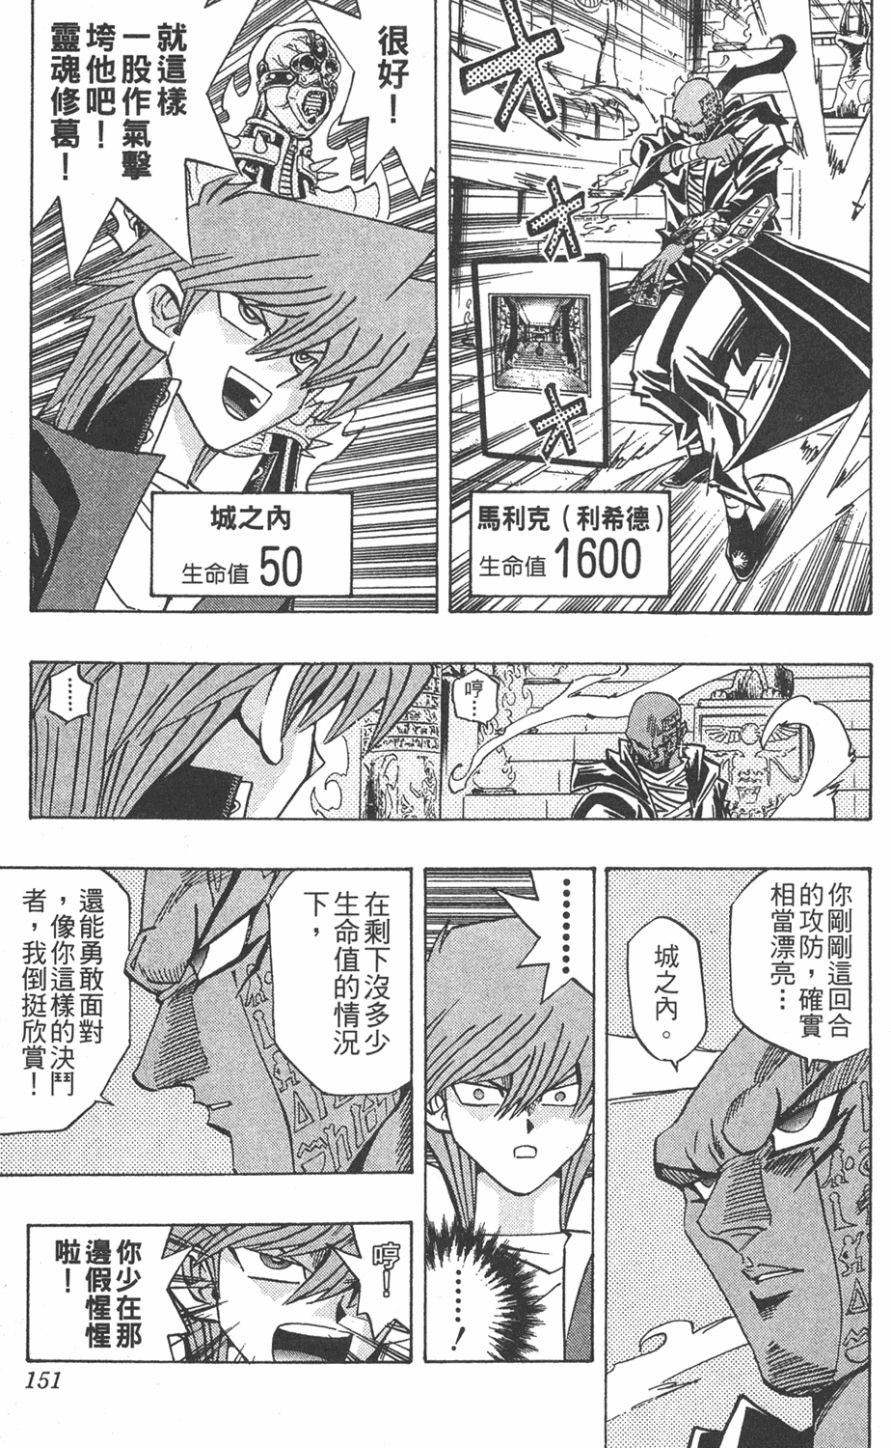 馬利克（利希德）
生命值 1600
很好！
就這樣
一股作氣擊
垮他吧！
靈魂修葛！
城之內
生命值 50
哼…
……
你剛剛這回合
的攻防，確實
相當漂亮…
城之內。
………
……！
在剩下沒多少
生命值的情況
下，
還能勇敢面對
，像你這樣的決鬥
者，我倒挺欣賞！
哼！
你少在那
邊假惺惺
啦！
151